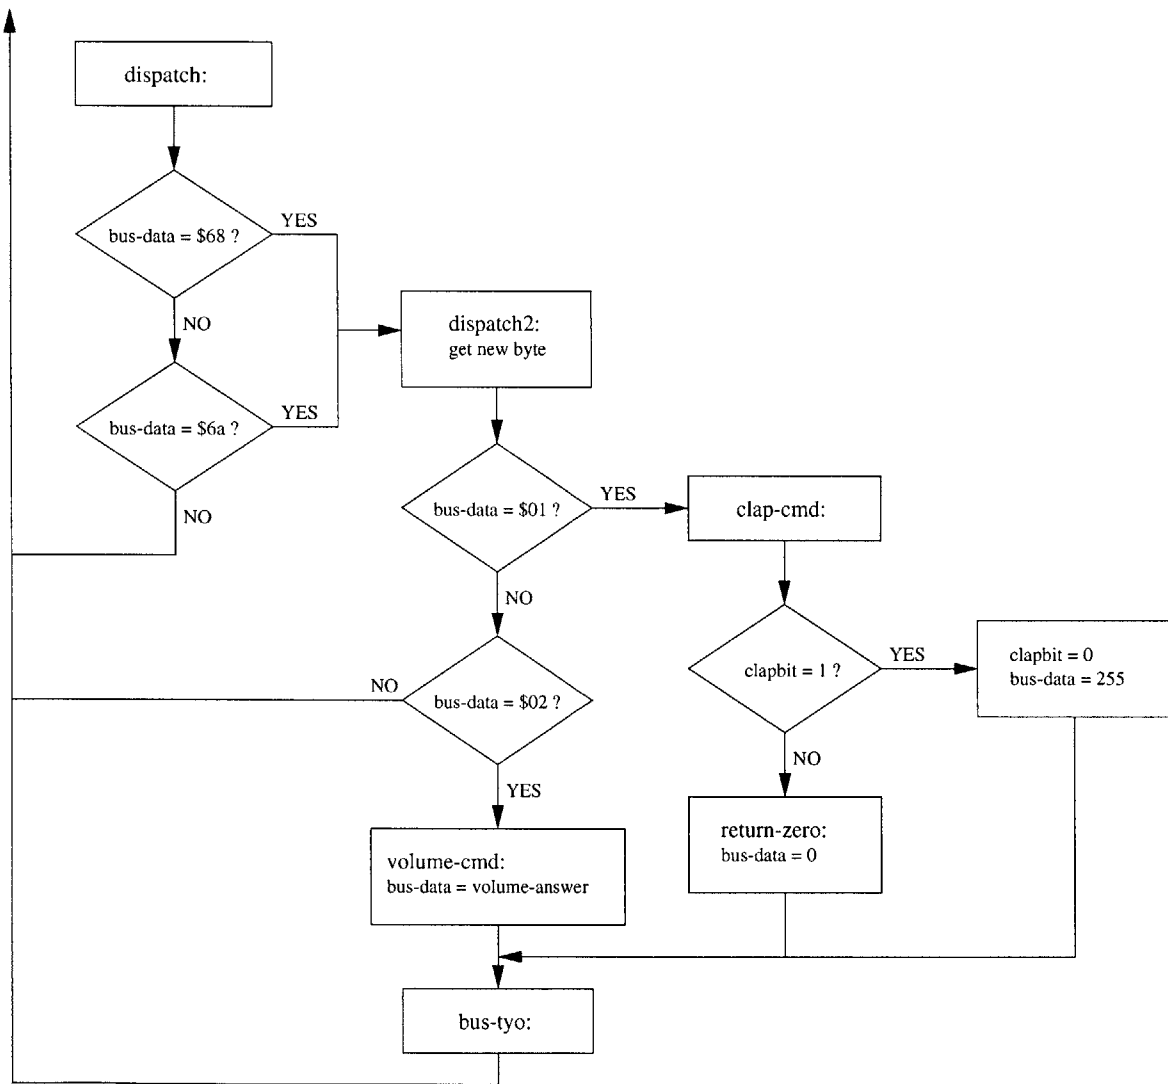 dispatch:
bus-data = $68 ?
YES
NO
bus-data = $6a ?
YES
NO
dispatch2:
get new byte
bus-data = $01 ?
YES
NO
clap-cmd:
clapbit = 1 ?
YES
NO
clapbit = 0
bus-data = 255
return-zero:
bus-data = 0
bus-data = $02 ?
NO
YES
volume-cmd:
bus-data = volume-answer
bus-tyo: